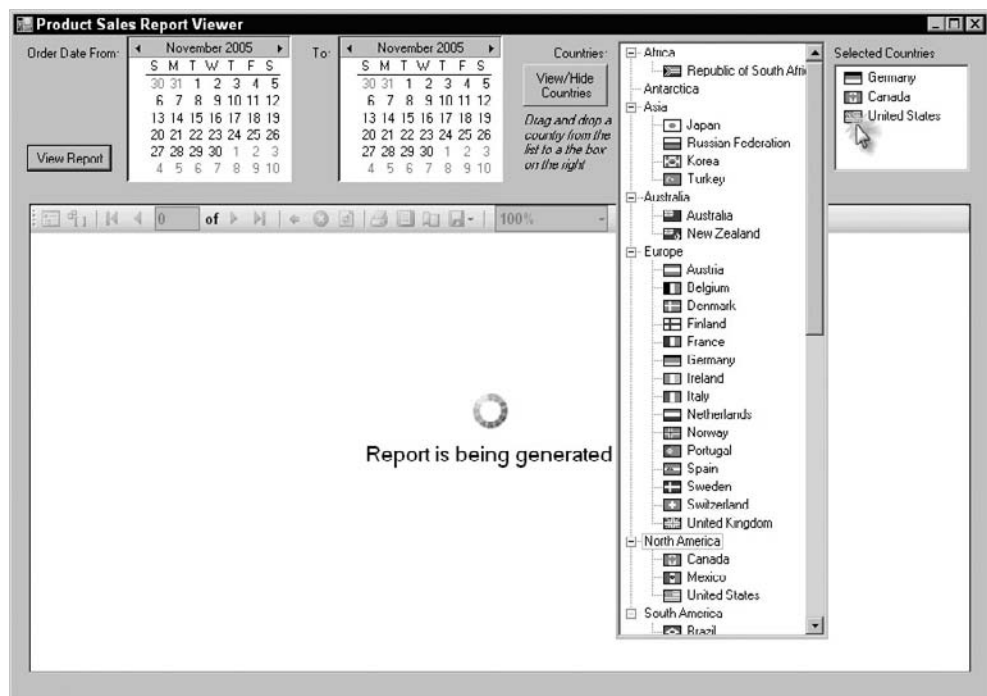 Product Sales Report Viewer
Order Date From:
View Report
November 2005
S M T W T F S
30 31 1 2 3 4 5
6 7 8 9 10 11 12
13 14 15 16 17 18 19
20 21 22 23 24 25 26
27 28 29 30 1 2 3
4 5 6 7 8 9 10
To:
November 2005
S M T W T F S
30 31 1 2 3 4 5
6 7 8 9 10 11 12
13 14 15 16 17 18 19
20 21 22 23 24 25 26
27 28 29 30 1 2 3
4 5 6 7 8 9 10
Countries:
View/Hide
Countries
Drag and drop a
country from the
list to a the box
on the right
Africa
Republic of South Afri
Antarctica
Asia
Japan
Russian Federation
Korea
Turkey
Australia
Australia
New Zealand
Europe
Austria
Belgium
Denmark
Finland
France
Germany
Ireland
Italy
Netherlands
Norway
Portugal
Spain
Sweden
Switzerland
United Kingdom
North America
Canada
Mexico
United States
South America
Brazil
Selected Countries
Germany
Canada
United States
0 of
100%
Report is being generated